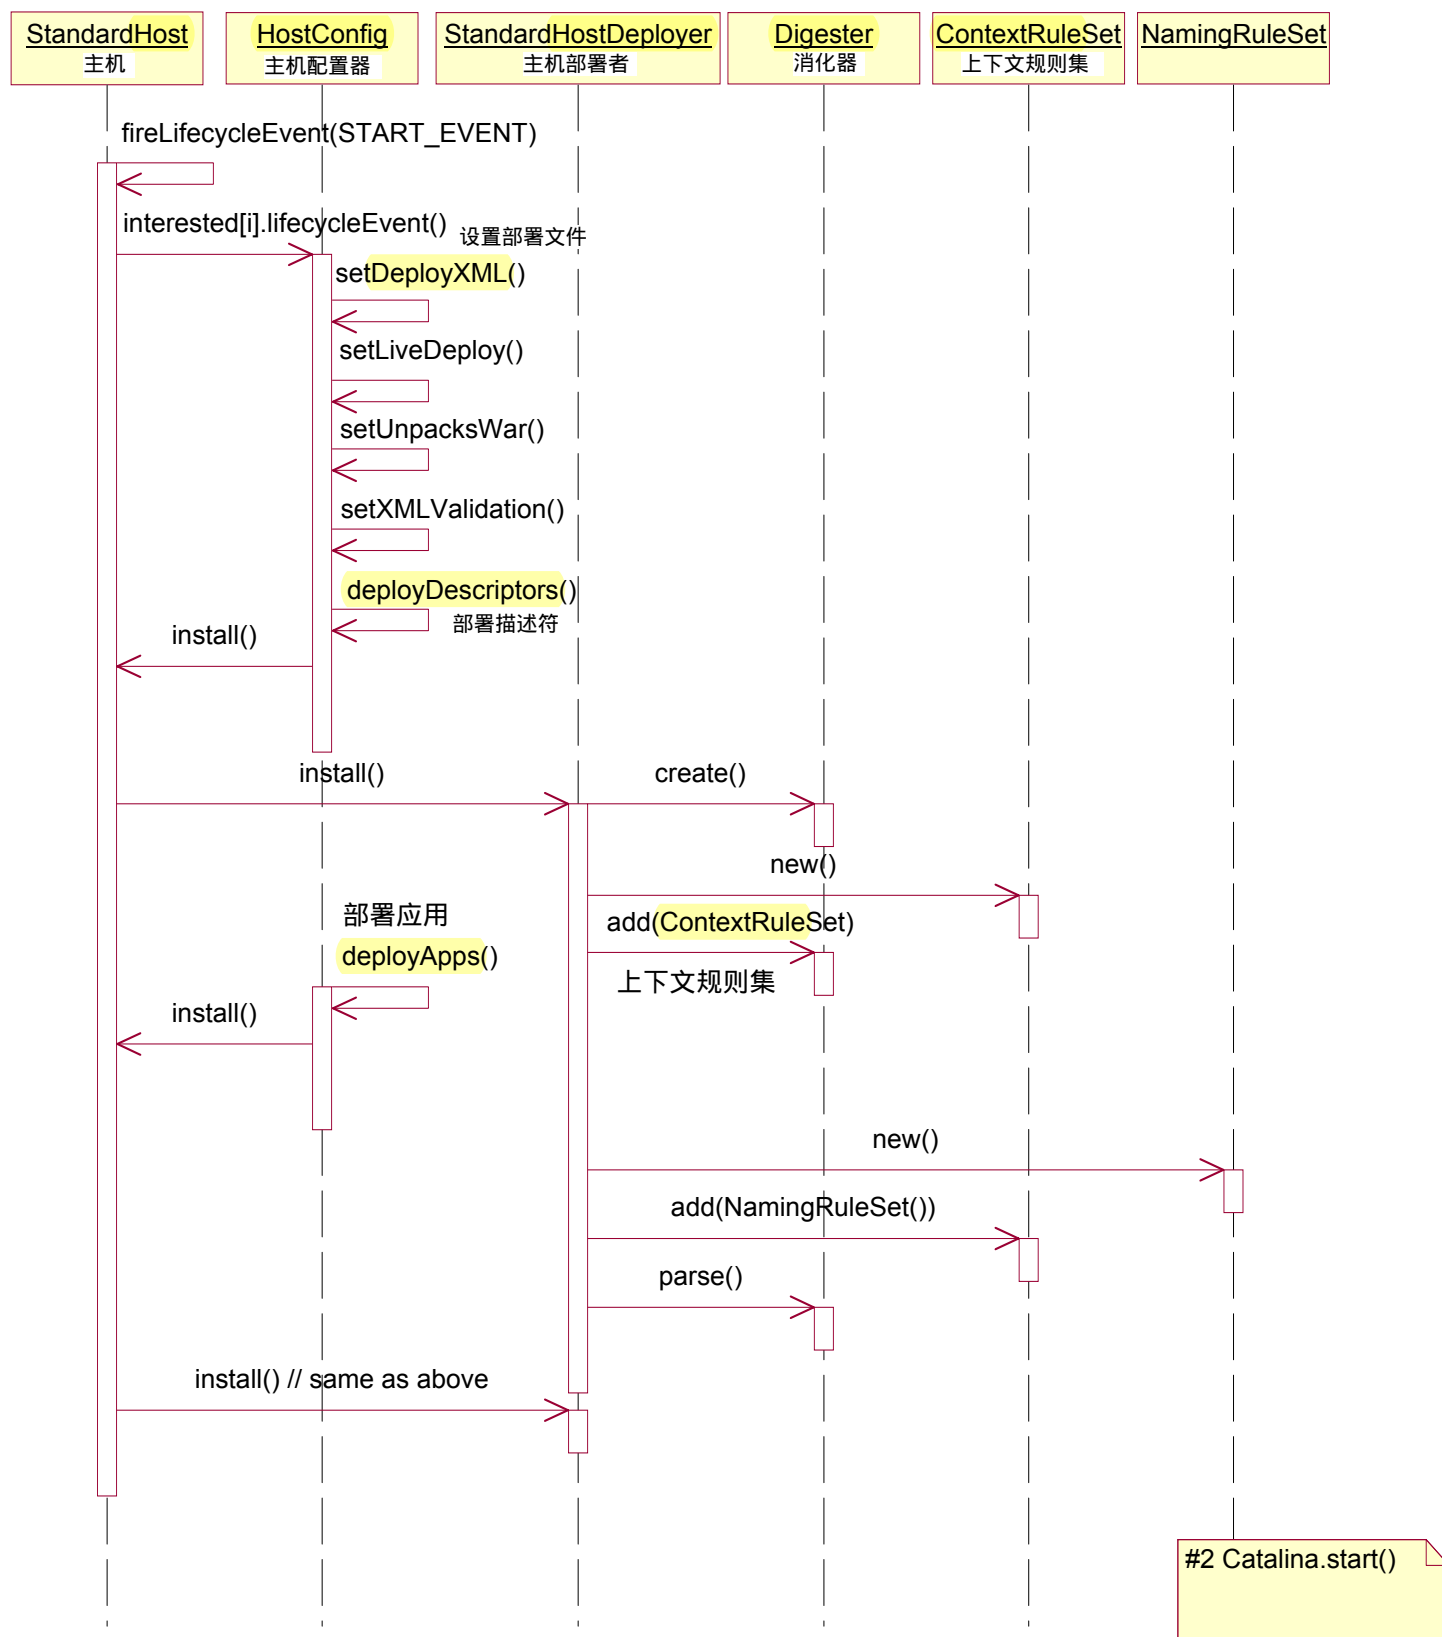 StandardHost
主机
HostConfig
主机配置器
StandardHostDeployer
主机部署者
Digester
消化器
ContextRuleSet
上下文规则集
NamingRuleSet
fireLifecycleEvent(START_EVENT)
interested[i].lifecycleEvent()
设置部署文件
setDeployXML()
setLiveDeploy()
setUnpacksWar()
setXMLValidation()
deployDescriptors()
部署描述符
install()
install()
create()
new()
部署应用
add(ContextRuleSet)
deployApps()
上下文规则集
install()
new()
add(NamingRuleSet())
parse()
install() // same as above
#2 Catalina.start()